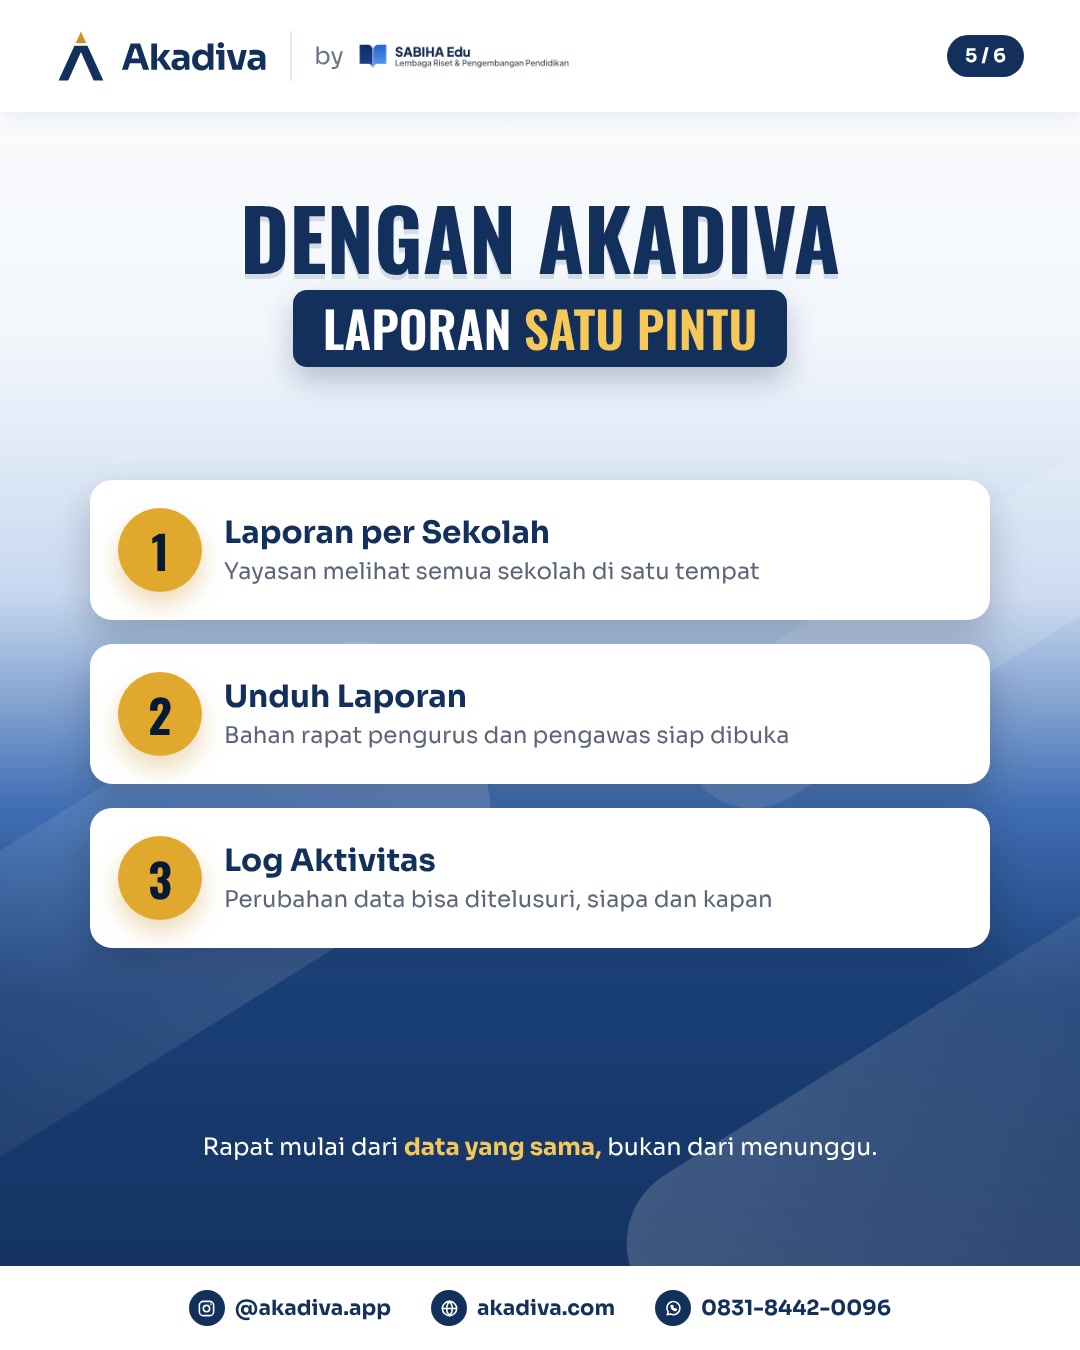 Akadiva
by
SABIHA Edu
Lembaga Riset & Pengembangan Pendidikan
5 / 6
DENGAN AKADIVA
LAPORAN SATU PINTU
1
Laporan per Sekolah
Yayasan melihat semua sekolah di satu tempat
2
Unduh Laporan
Bahan rapat pengurus dan pengawas siap dibuka
3
Log Aktivitas
Perubahan data bisa ditelusuri, siapa dan kapan
Rapat mulai dari data yang sama, bukan dari menunggu.
@akadiva.app
akadiva.com
0831-8442-0096